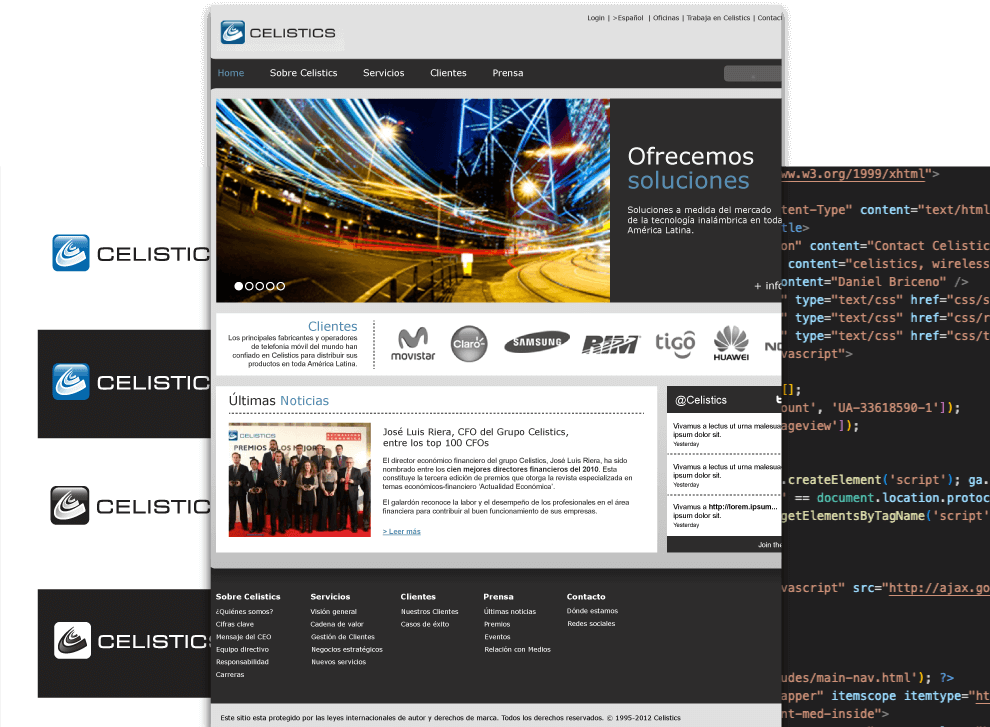 Login | >Español | Oficinas | Trabaja en Celistics |
CELISTICS
Home Sobre Celistics Servicios Clientes Prensa
Ofrecemos
soluciones
Soluciones a medida del mercado
de la tecnología inalámbrica en toda
América Latina.
+ info
Clientes
Los principales fabricantes y operadores
de telefonía móvil del mundo han
confiado en Celistics para distribuir sus
productos en toda América Latina.
movistar Claro SAMSUNG RIM tigo HUAWEI
Últimas Noticias
CELISTICS
José Luis Riera, CFO del Grupo Celistics,
entre los top 100 CFOs
El director económico financiero del grupo Celistics, José Luis Riera, ha sido
nombrado entre los cien mejores directores financieros del 2010. Esta
constituye la tercera edición de premios que otorga la revista especializada en
temas económicos-financiero 'Actualidad Económica'.
El galardón reconoce la labor y el desempeño de los profesionales en el área
financiera para contribuir al buen funcionamiento de sus empresas.
> Leer más
@Celistics
Vivamus a lectus ut urna malesua
ipsum dolor sit.
Yesterday
Vivamus a lectus ut urna malesua
ipsum dolor sit.
Yesterday
Vivamus a http://lorem.ipsum...
ipsum dolor sit.
Yesterday
Join the
Sobre Celistics
¿Quiénes somos?
Cifras clave
Mensaje del CEO
Equipo directivo
Responsabilidad
Carreras
Servicios
Visión general
Cadena de valor
Gestión de Clientes
Negocios estratégicos
Nuevos servicios
Clientes
Nuestros Clientes
Casos de éxito
Prensa
Últimas noticias
Premios
Eventos
Relación con Medios
Contacto
Dónde estamos
Redes sociales
Este sitio esta protegido por las leyes internacionales de autor y derechos de marca. Todos los derechos reservados. © 1995-2012 Celistics
CELISTIC
CELISTIC
CELISTIC
CELISTICS
ww.w3.org/1999/xhtml">
tent-Type" content="text/html
tle>
on" content="Contact Celistic
content="celistics, wireless
ontent="Daniel Briceno" />
" type="text/css" href="css/s
" type="text/css" href="css/r
" type="text/css" href="css/t
vascript">
[];
ount', 'UA-33618590-1']);
ageview']);
.createElement('script'); ga.
' == document.location.protoc
getElementsByTagName('script'
vascript" src="http://ajax.go
udes/main-nav.html'); ?>
apper" itemscope itemtype="ht
nt-med-inside">